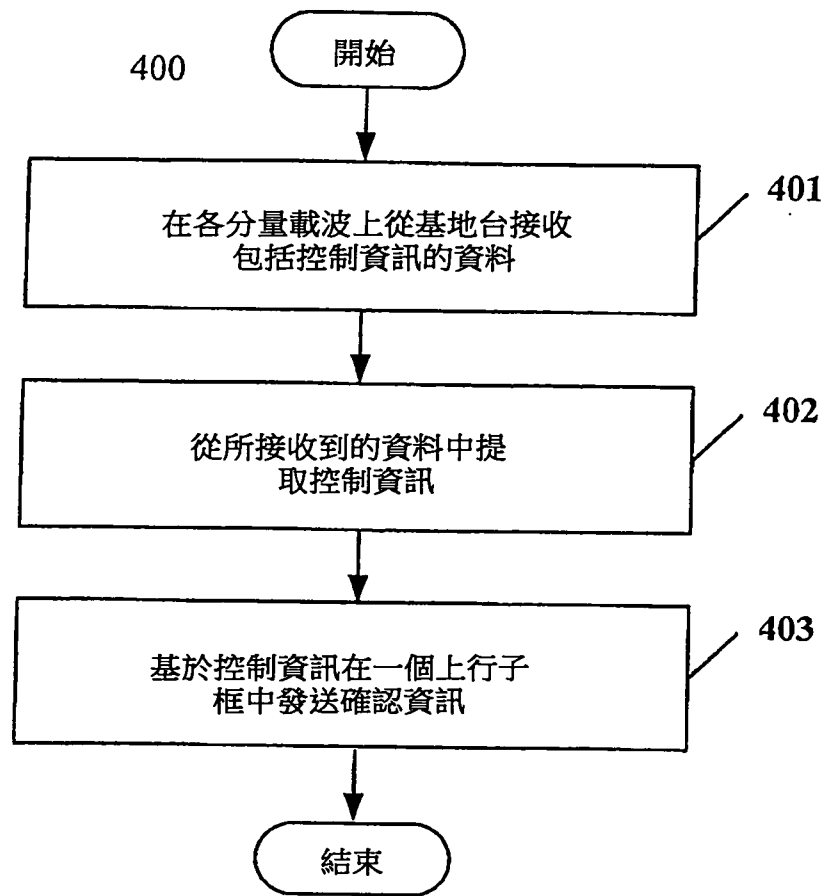 400
開始
401
在各分量載波上從基地台接收
包括控制資訊的資料
402
從所接收到的資料中提
取控制資訊
403
基於控制資訊在一個上行子
框中發送確認資訊
結束